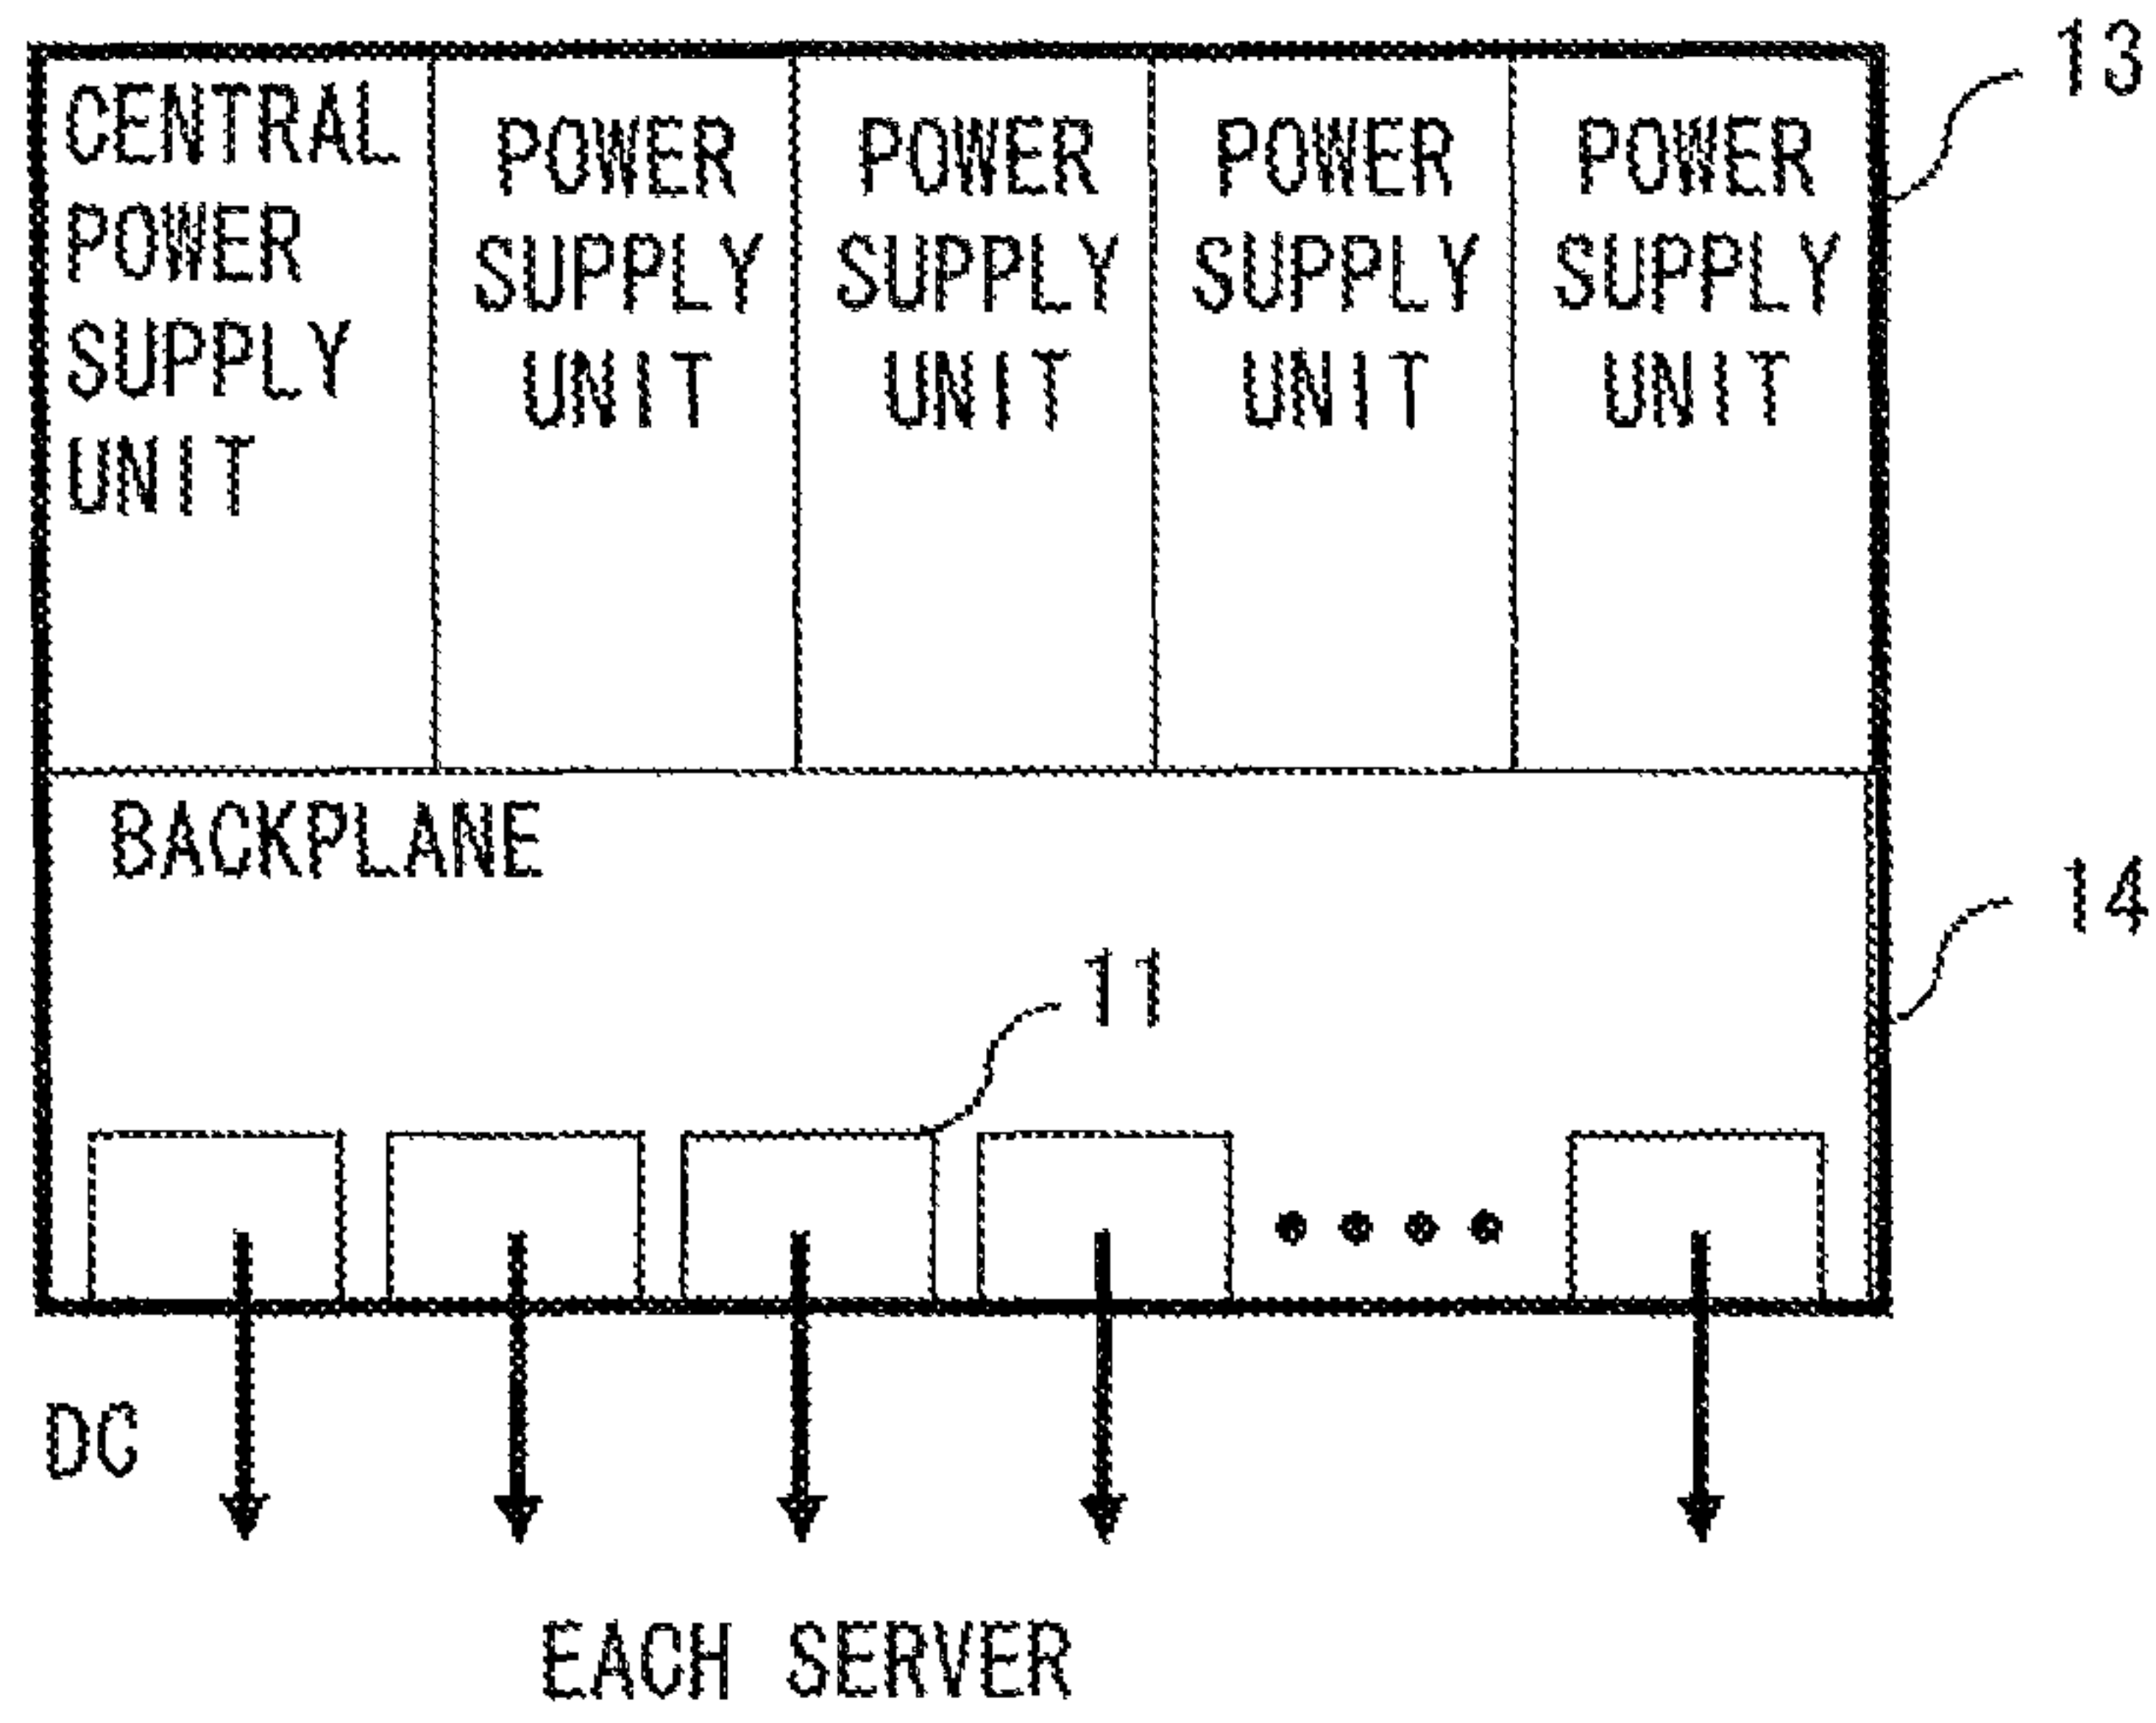 13
CENTRAL
POWER
SUPPLY
UNIT
POWER
SUPPLY
UNIT
POWER
SUPPLY
UNIT
POWER
SUPPLY
UNIT
POWER
SUPPLY
UNIT
BACKPLANE
14
11
DC
EACH SERVER